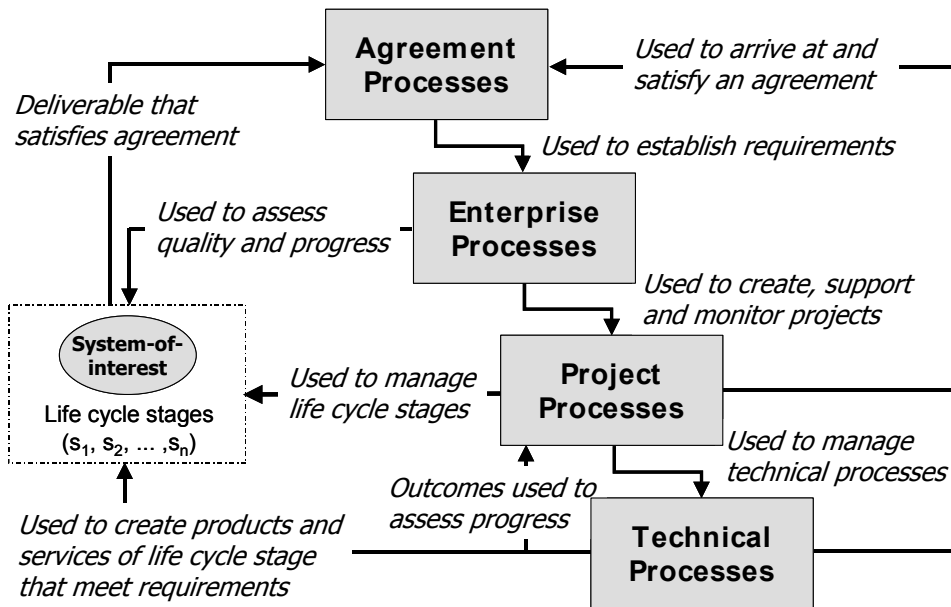 Agreement
Processes
Used to arrive at and
satisfy an agreement
Deliverable that
satisfies agreement
Used to establish requirements
Enterprise
Processes
Used to assess
quality and progress
Used to create, support
and monitor projects
System-of-
interest
Life cycle stages
(s1, s2, ... ,sn)
Used to manage
life cycle stages
Project
Processes
Used to manage
technical processes
Outcomes used to
assess progress
Used to create products and
services of life cycle stage
that meet requirements
Technical
Processes